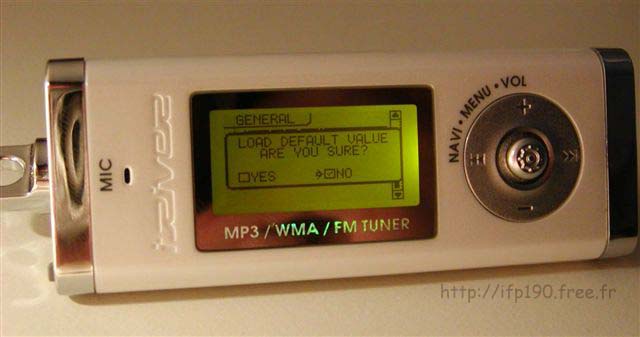 iriver
MIC
GENERAL
LOAD DEFAULT VALUE
ARE YOU SURE?
YES NO
MP3 / WMA / FM TUNER
NAVI • MENU • VOL
http://ifp190.free.fr